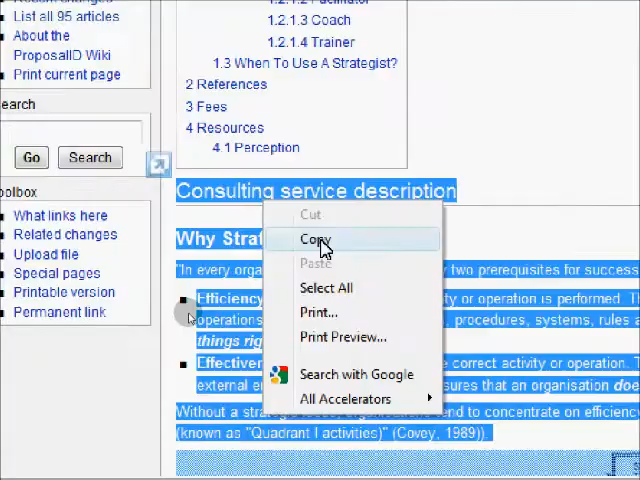 List all 95 articles
About the
ProposalID Wiki
Print current page
earch
Go Search
oolbox
What links here
Related changes
Upload file
Special pages
Printable version
Permanent link
1.2.1.3 Coach
1.2.1.4 Trainer
1.3 When To Use A Strategist?
2 References
3 Fees
4 Resources
4.1 Perception
Consulting service description
Why Strat
"In every orga
y two prerequisites for success
Efficiency
ty or operation is performed.
operations
, procedures, systems, rules
things rig
Effectiven
e correct activity or operation.
external e
sures that an organisation doe
Without a strate
end to concentrate on efficiency
(known as "Quadrant I activities)" (Covey, 1989)).
Cut
Copy
Paste
Select All
Print...
Print Preview...
Search with Google
All Accelerators